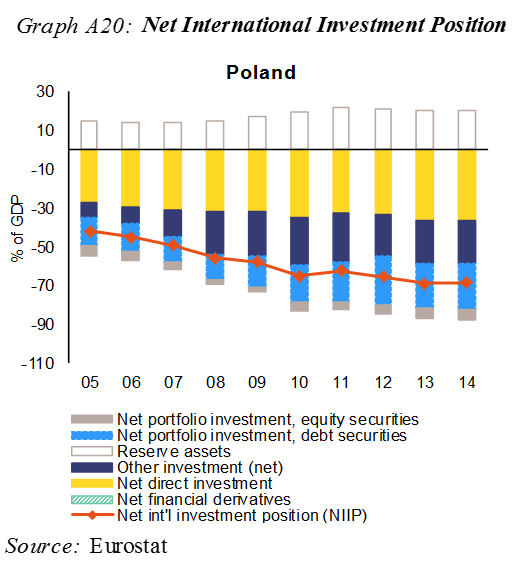 Graph A20: Net International Investment Position
Poland
% of GDP
30
10
-10
-30
-50
-70
-90
-110
05 06 07 08 09 10 11 12 13 14
Net portfolio investment, equity securities
Net portfolio investment, debt securities
Reserve assets
Other investment (net)
Net direct investment
Net financial derivatives
Net int'l investment position (NIIP)
Source: Eurostat